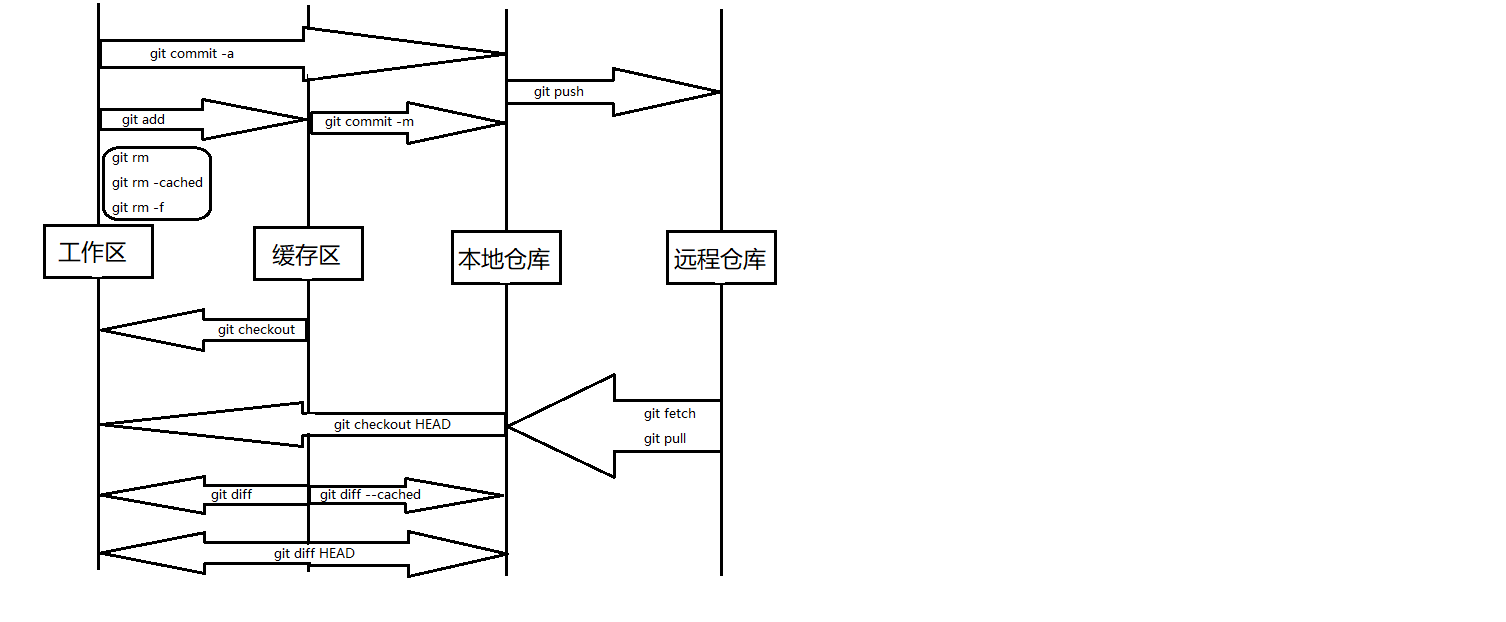 git commit -a
git push
git add
git commit -m
git rm
git rm -cached
git rm -f
工作区
缓存区
本地仓库
远程仓库
git checkout
git fetch
git checkout HEAD
git pull
git diff
git diff --cached
git diff HEAD